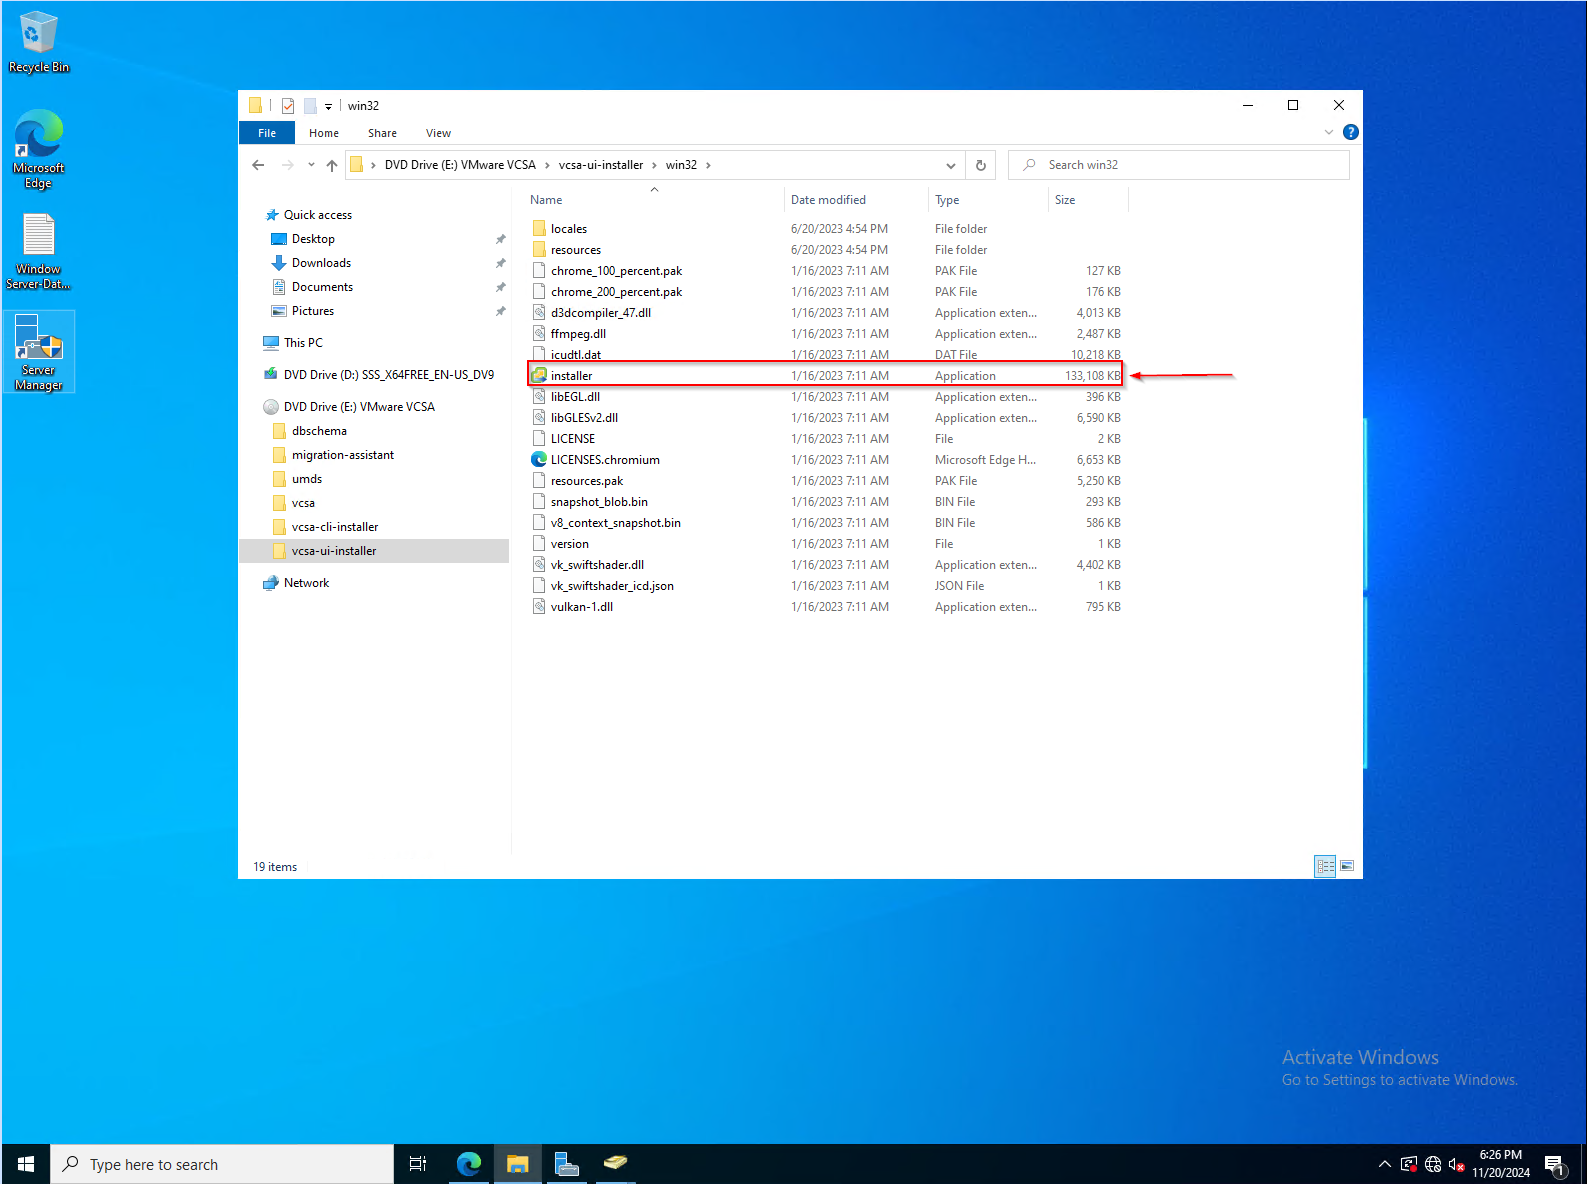 Recycle Bin
Microsoft
Edge
Window
Server-Dat...
Server
Manager
win32
File Home Share View
?
DVD Drive (E:) VMware VCSA vcsa-ui-installer win32
Search win32
Quick access
Desktop
Downloads
Documents
Pictures
This PC
DVD Drive (D:) SSS_X64FREE_EN-US_DV9
DVD Drive (E:) VMware VCSA
dbschema
migration-assistant
umds
vcsa
vcsa-cli-installer
vcsa-ui-installer
Network
Name Date modified Type Size
locales 6/20/2023 4:54 PM File folder
resources 6/20/2023 4:54 PM File folder
chrome_100_percent.pak 1/16/2023 7:11 AM PAK File 127 KB
chrome_200_percent.pak 1/16/2023 7:11 AM PAK File 176 KB
d3dcompiler_47.dll 1/16/2023 7:11 AM Application exten... 4,013 KB
ffmpeg.dll 1/16/2023 7:11 AM Application exten... 2,487 KB
icudtl.dat 1/16/2023 7:11 AM DAT File 10,218 KB
installer 1/16/2023 7:11 AM Application 133,108 KB
libEGL.dll 1/16/2023 7:11 AM Application exten... 396 KB
libGLESv2.dll 1/16/2023 7:11 AM Application exten... 6,590 KB
LICENSE 1/16/2023 7:11 AM File 2 KB
LICENSES.chromium 1/16/2023 7:11 AM Microsoft Edge H... 6,653 KB
resources.pak 1/16/2023 7:11 AM PAK File 5,250 KB
snapshot_blob.bin 1/16/2023 7:11 AM BIN File 293 KB
v8_context_snapshot.bin 1/16/2023 7:11 AM BIN File 586 KB
version 1/16/2023 7:11 AM File 1 KB
vk_swiftshader.dll 1/16/2023 7:11 AM Application exten... 4,402 KB
vk_swiftshader_icd.json 1/16/2023 7:11 AM JSON File 1 KB
vulkan-1.dll 1/16/2023 7:11 AM Application exten... 795 KB
19 items
Activate Windows
Go to Settings to activate Windows.
Type here to search
6:26 PM
11/20/2024
1